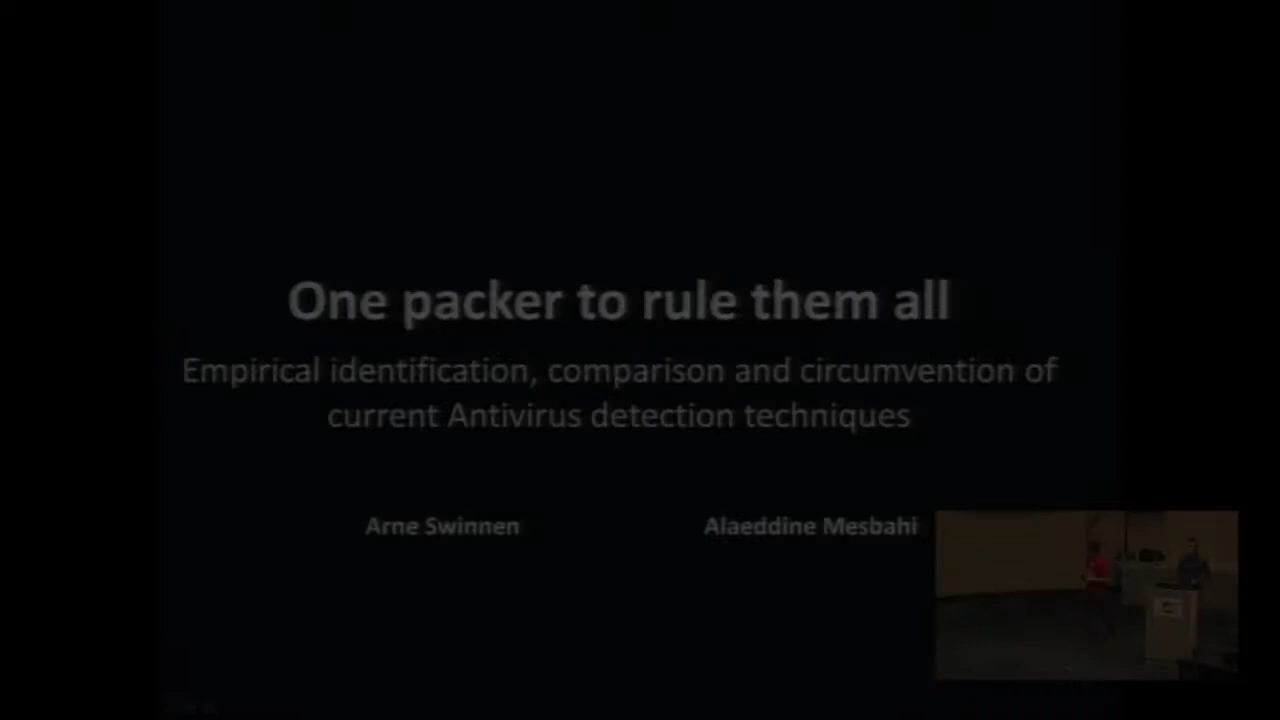 One packer to rule them all
Empirical identification, comparison and circumvention of
current Antivirus detection techniques
Arne Swinnen
Alaeddine Mesbahi